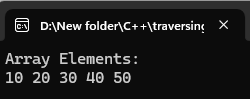 D:\New folder\C++\traversing
Array Elements:
10 20 30 40 50